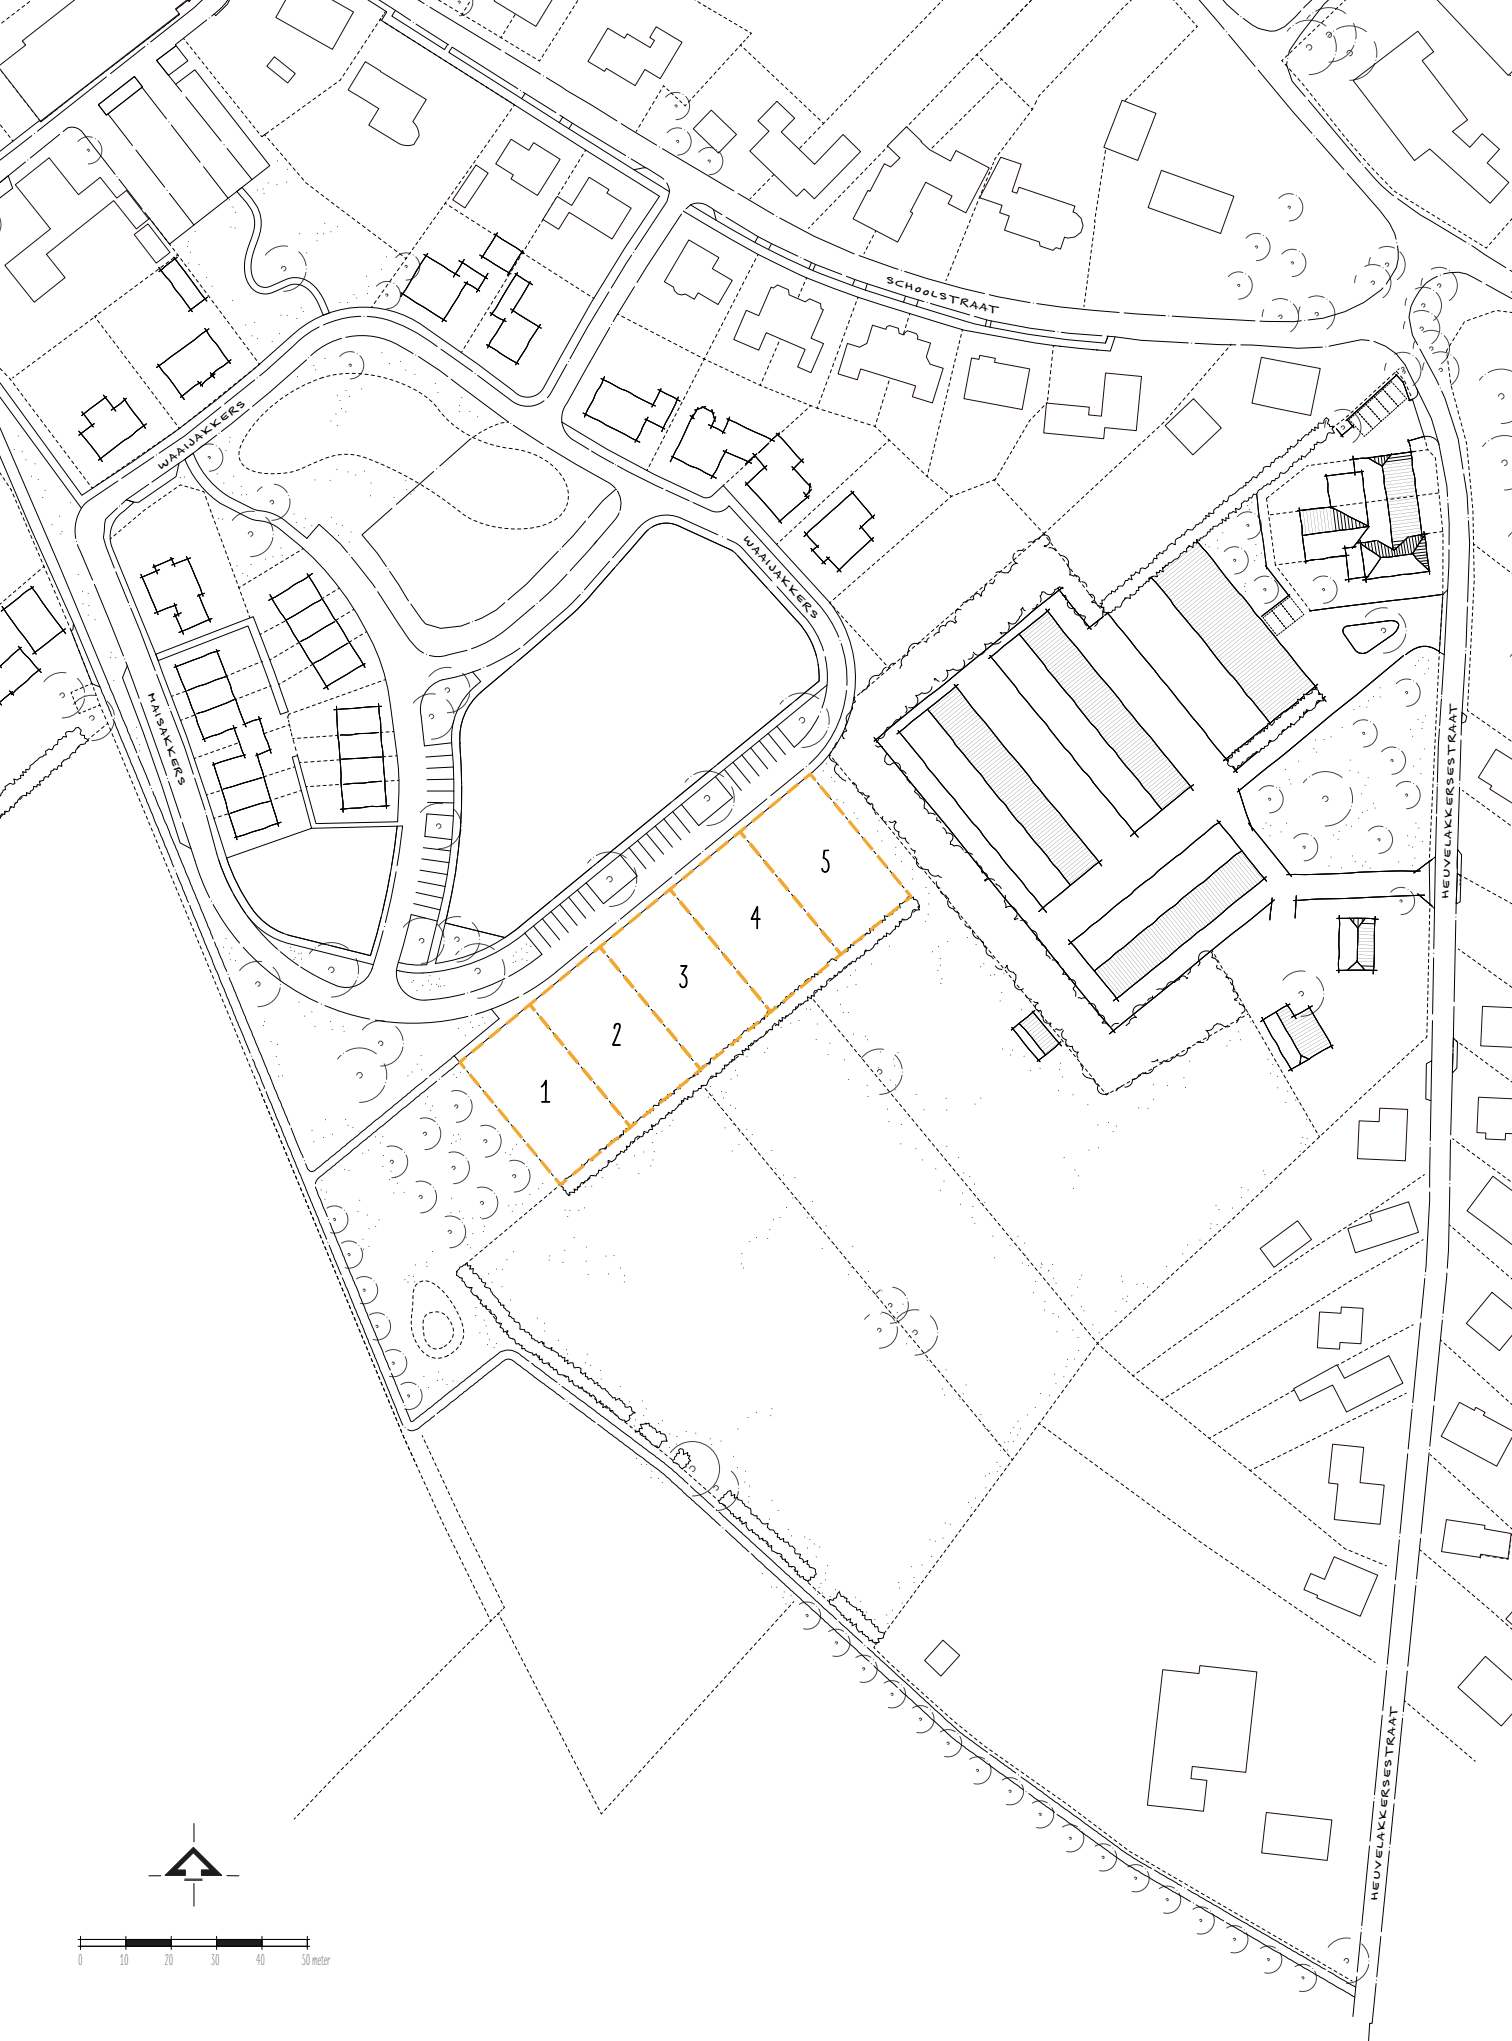 SCHOOLSTRAAT
WAAIJAKKERS
WAAIJAKKERS
MAISAKKERS
HEUVELAKKERSESTRAAT
5
4
3
2
1
HEUVELAKKERSESTRAAT
0 10 20 30 40 50 meter